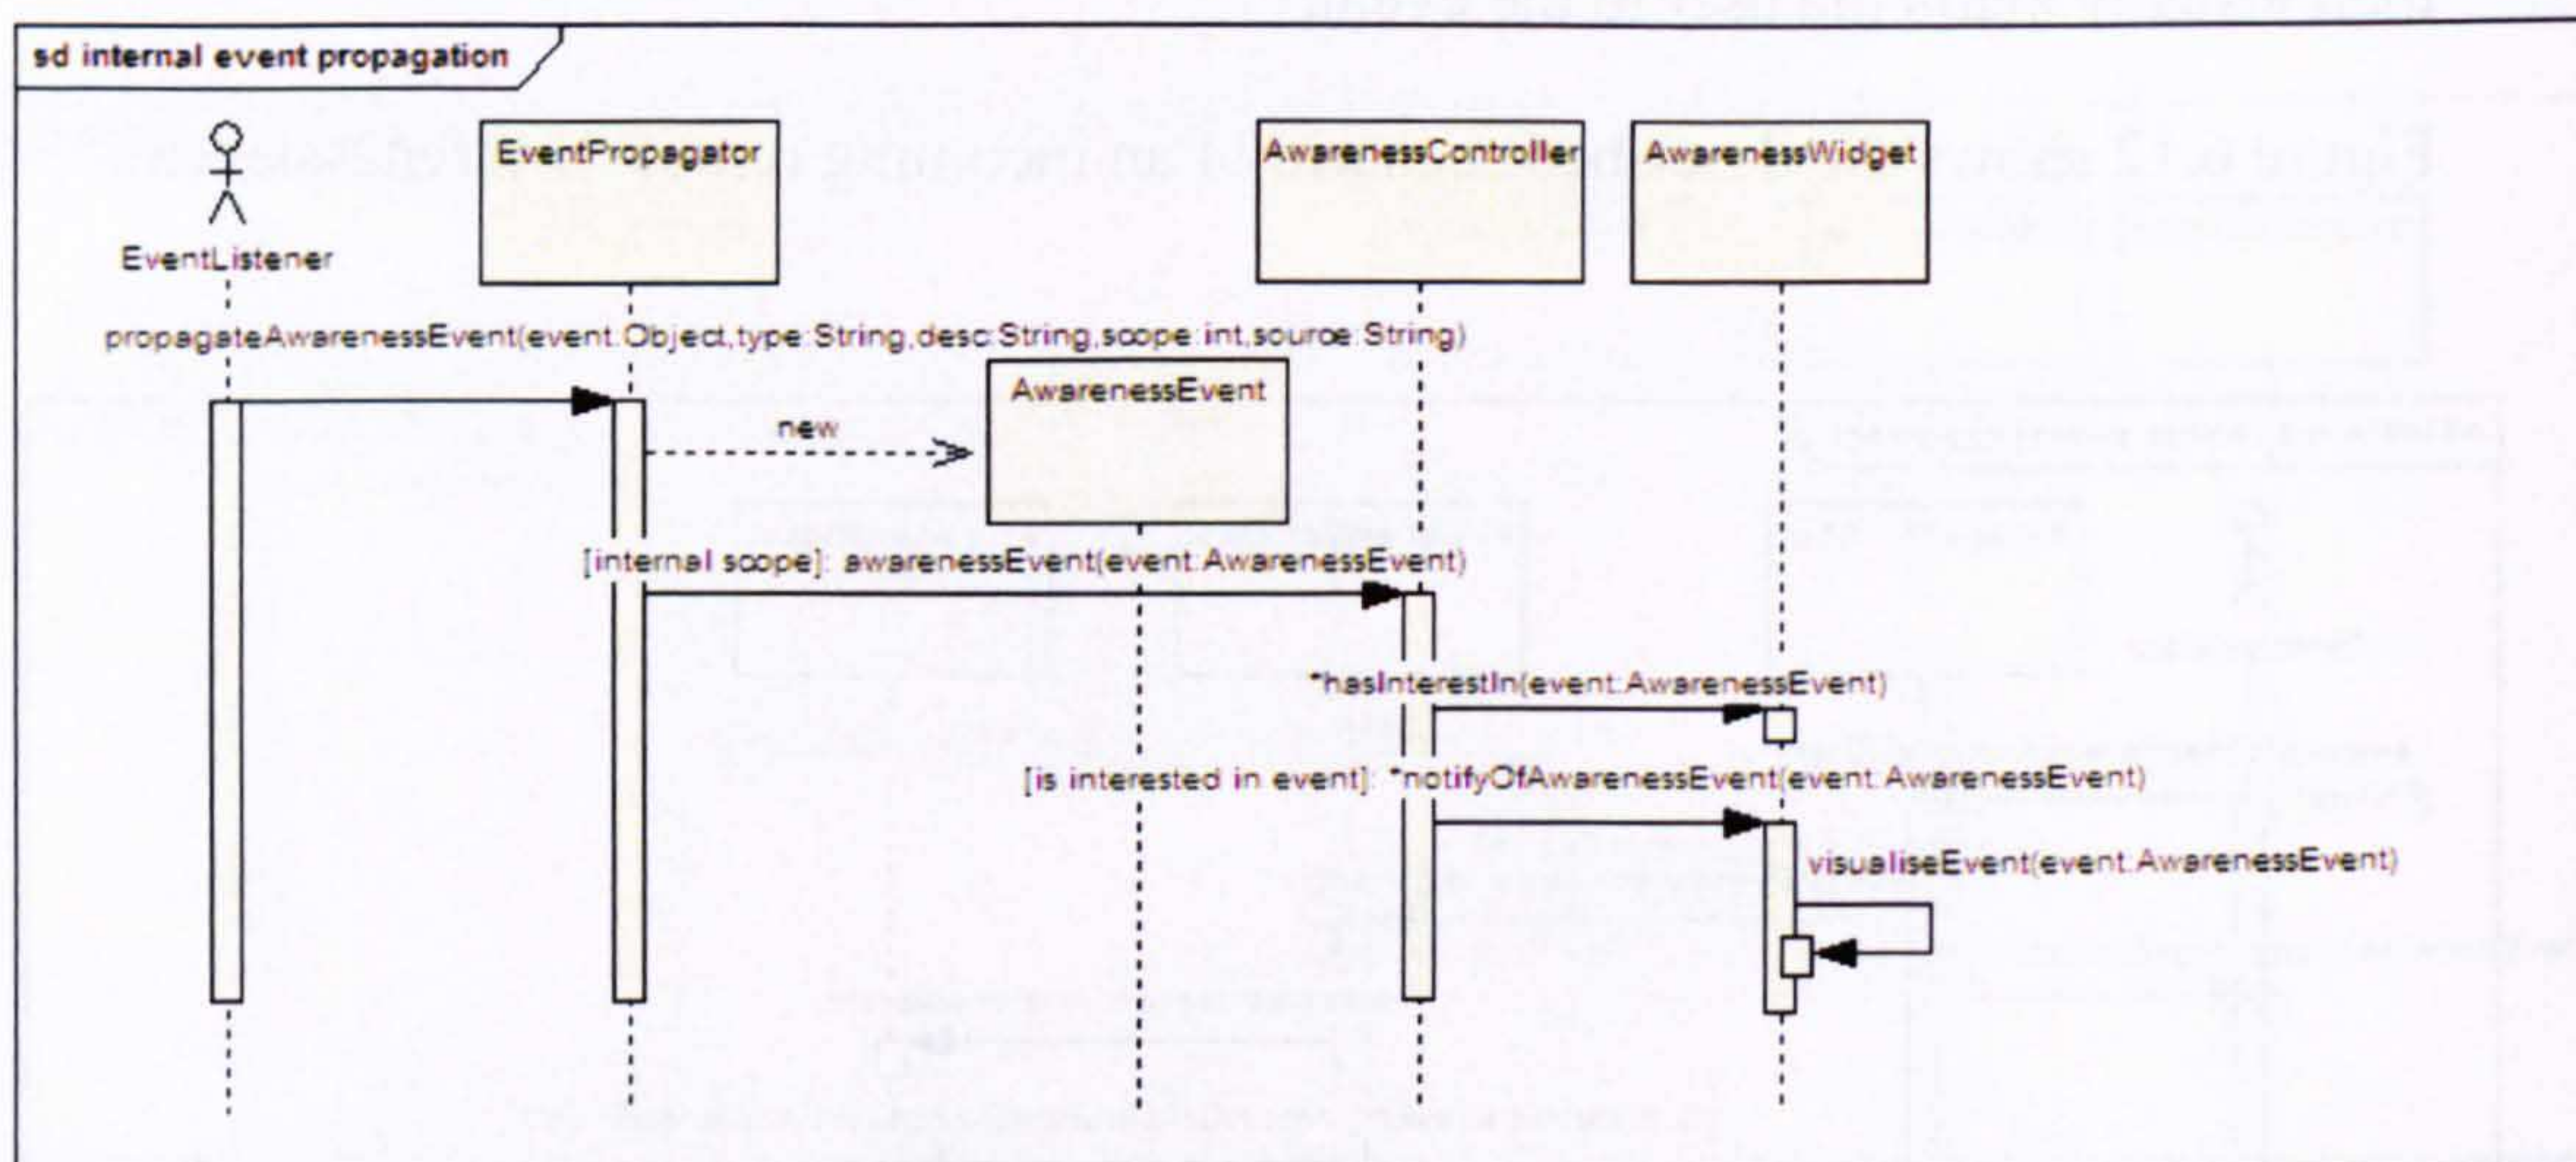 sd internal event propagation
EventListener
EventPropagator
AwarenessController
AwarenessWidget
propagateAwarenessEvent(event:Object,type:String,desc:String,scope:int,source:String)
AwarenessEvent
new
[internal scope]: awarenessEvent(event:AwarenessEvent)
*hasInterestIn(event:AwarenessEvent)
[is interested in event]: *notifyOfAwarenessEvent(event:AwarenessEvent)
visualiseEvent(event:AwarenessEvent)